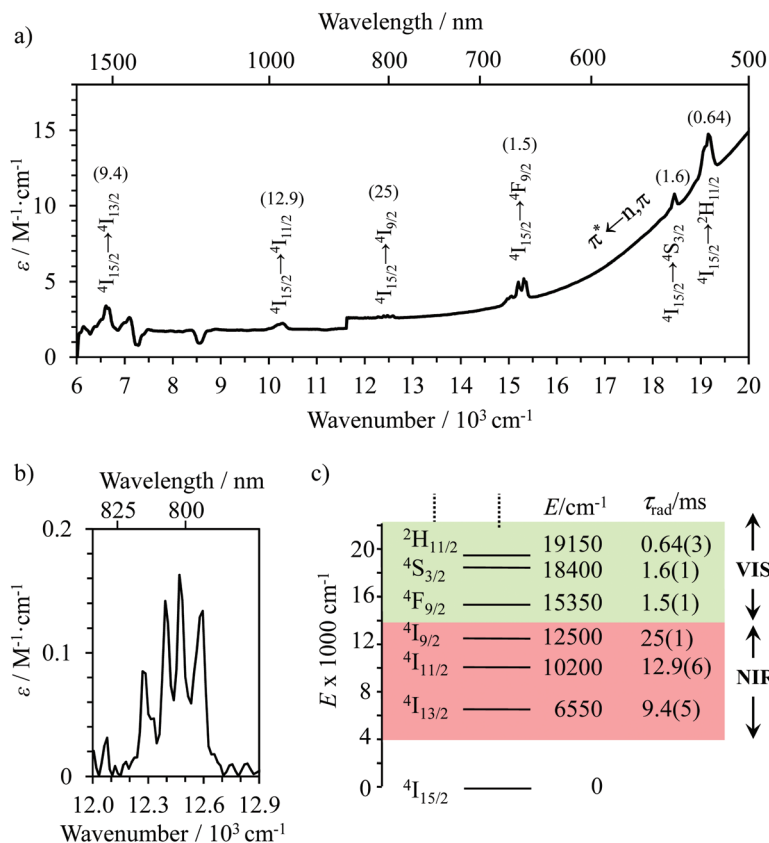 a)
Wavelength / nm
1500 1000 800 700 600 500
ε / M⁻¹·cm⁻¹
15
10
5
0
(9.4)
⁴I₁₅/₂→⁴I₁₃/₂
(12.9)
⁴I₁₅/₂→⁴I₁₁/₂
(25)
⁴I₁₅/₂→⁴I₉/₂
(1.5)
⁴I₁₅/₂→⁴F₉/₂
π*←n,π
(1.6)
⁴I₁₅/₂→⁴S₃/₂
(0.64)
⁴I₁₅/₂→²H₁₁/₂
6 7 8 9 10 11 12 13 14 15 16 17 18 19 20
Wavenumber / 10³ cm⁻¹
b)
Wavelength / nm
825 800
ε / M⁻¹·cm⁻¹
0.2
0.1
0
12.0 12.3 12.6 12.9
Wavenumber / 10³ cm⁻¹
c)
E/cm⁻¹ τrad/ms
E x 1000 cm⁻¹
20
16
12
8
4
0
²H₁₁/₂ 19150 0.64(3)
⁴S₃/₂ 18400 1.6(1)
⁴F₉/₂ 15350 1.5(1)
⁴I₉/₂ 12500 25(1)
⁴I₁₁/₂ 10200 12.9(6)
⁴I₁₃/₂ 6550 9.4(5)
⁴I₁₅/₂ 0
VIS
NIR